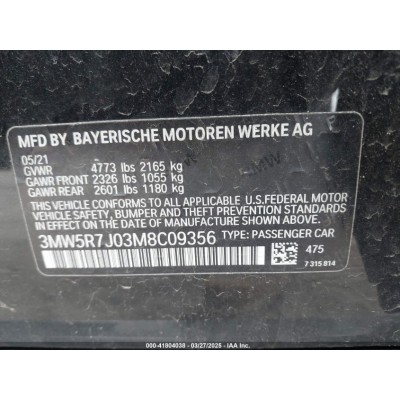 MFD BY BAYERISCHE MOTOREN WERKE AG
05/21
GVWR 4773 lbs 2165 kg
GAWR FRONT 2326 lbs 1055 kg
GAWR REAR 2601 lbs 1180 kg
THIS VEHICLE CONFORMS TO ALL APPLICABLE U.S.FEDERAL MOTOR
VEHICLE SAFETY, BUMPER, AND THEFT PREVENTION STANDARDS IN
EFFECT ON THE DATE OF MANUFACTURE SHOWN ABOVE.
3MW5R7J03M8C09356 TYPE: PASSENGER CAR
475
7 315 814
000-41804038 - 03/27/2025 - IAA Inc.